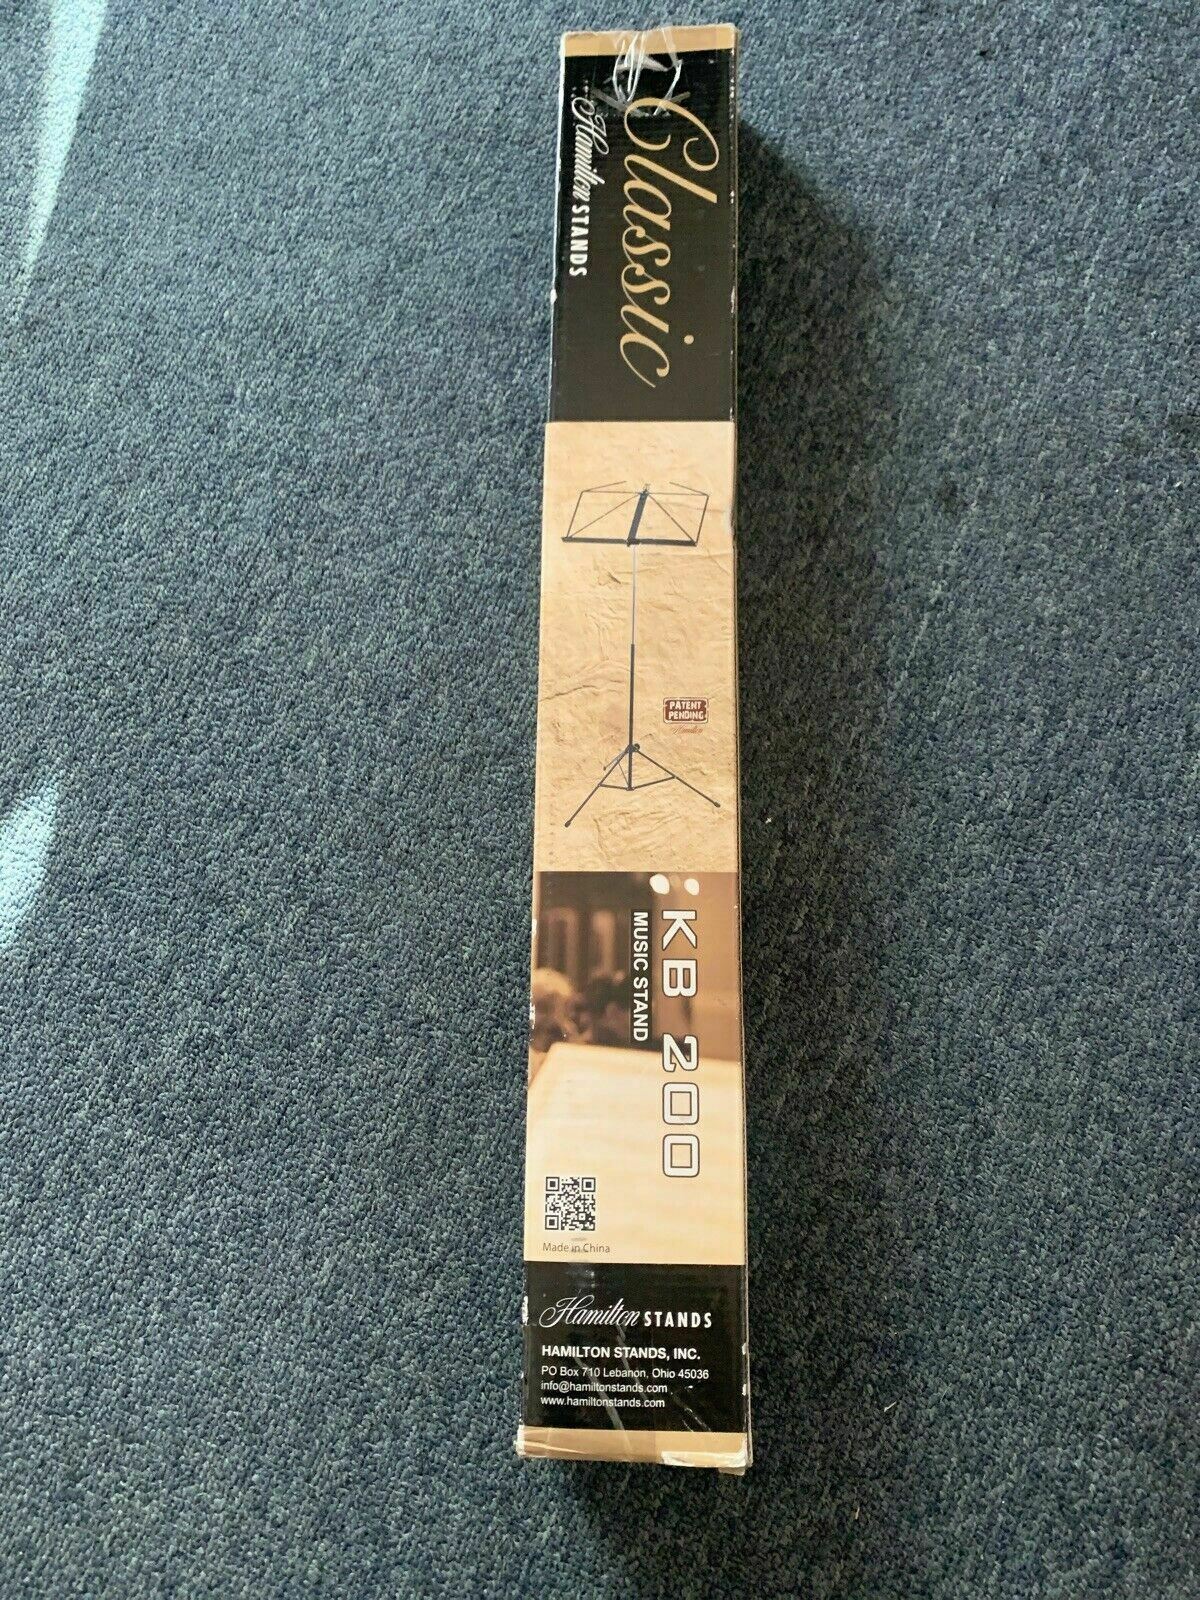 Classic
Hamilton STANDS
PATENT
PENDING
Hamilton
KB 200
MUSIC STAND
Made in China
Hamilton STANDS
HAMILTON STANDS, INC.
PO Box 710 Lebanon, Ohio 45036
info@hamiltonstands.com
www.hamiltonstands.com